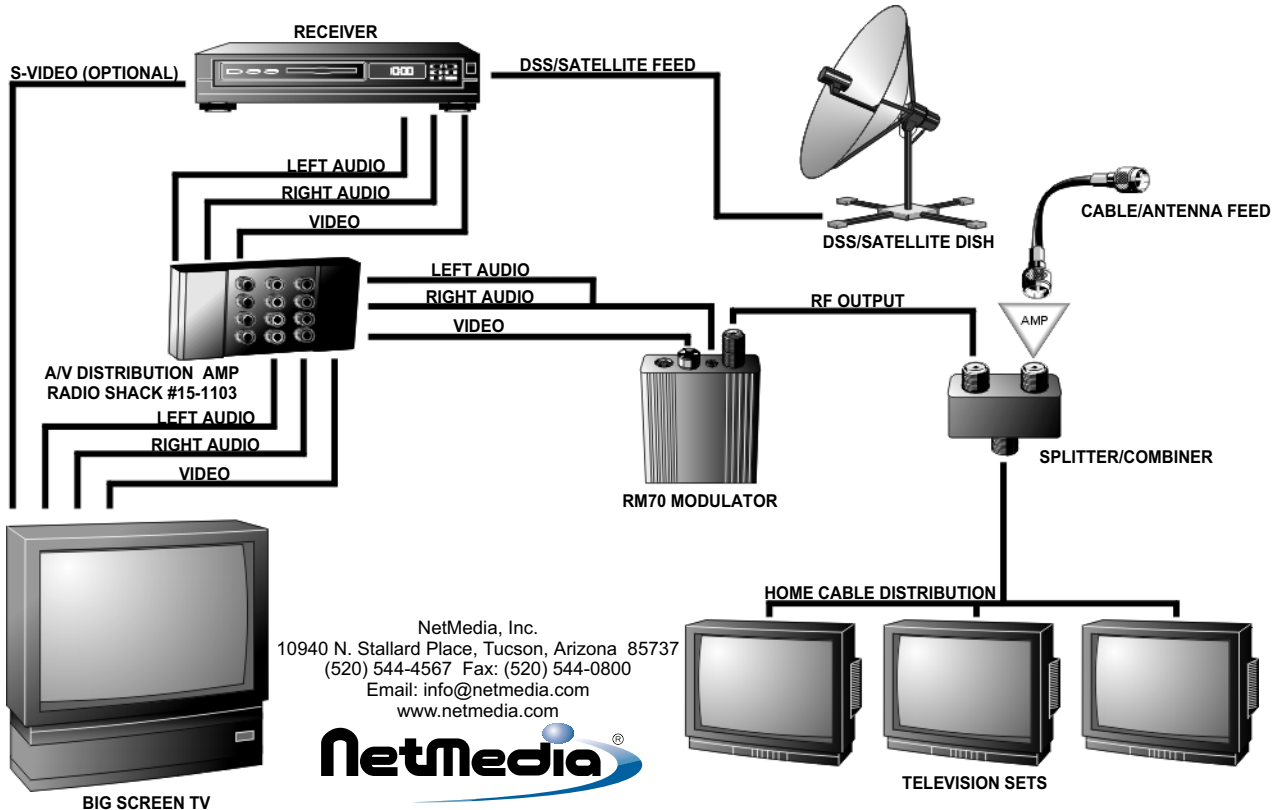 RECEIVER
S-VIDEO (OPTIONAL)
DSS/SATELLITE FEED
1000
LEFT AUDIO
RIGHT AUDIO
VIDEO
CABLE/ANTENNA FEED
DSS/SATELLITE DISH
LEFT AUDIO
RIGHT AUDIO
VIDEO
RF OUTPUT
AMP
A/V DISTRIBUTION AMP
RADIO SHACK #15-1103
LEFT AUDIO
RIGHT AUDIO
VIDEO
SPLITTER/COMBINER
RM70 MODULATOR
HOME CABLE DISTRIBUTION
NetMedia, Inc.
10940 N. Stallard Place, Tucson, Arizona 85737
(520) 544-4567 Fax: (520) 544-0800
Email: info@netmedia.com
www.netmedia.com
NetMedia ®
TELEVISION SETS
BIG SCREEN TV